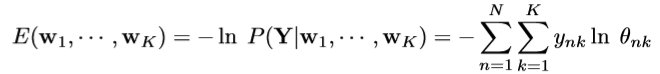 E(w₁, ⋯ , w_K) = −ln P(Y|w₁, ⋯ , w_K) = − ∑_{n=1}^{N} ∑_{k=1}^{K} y_{nk} ln θ_{nk}